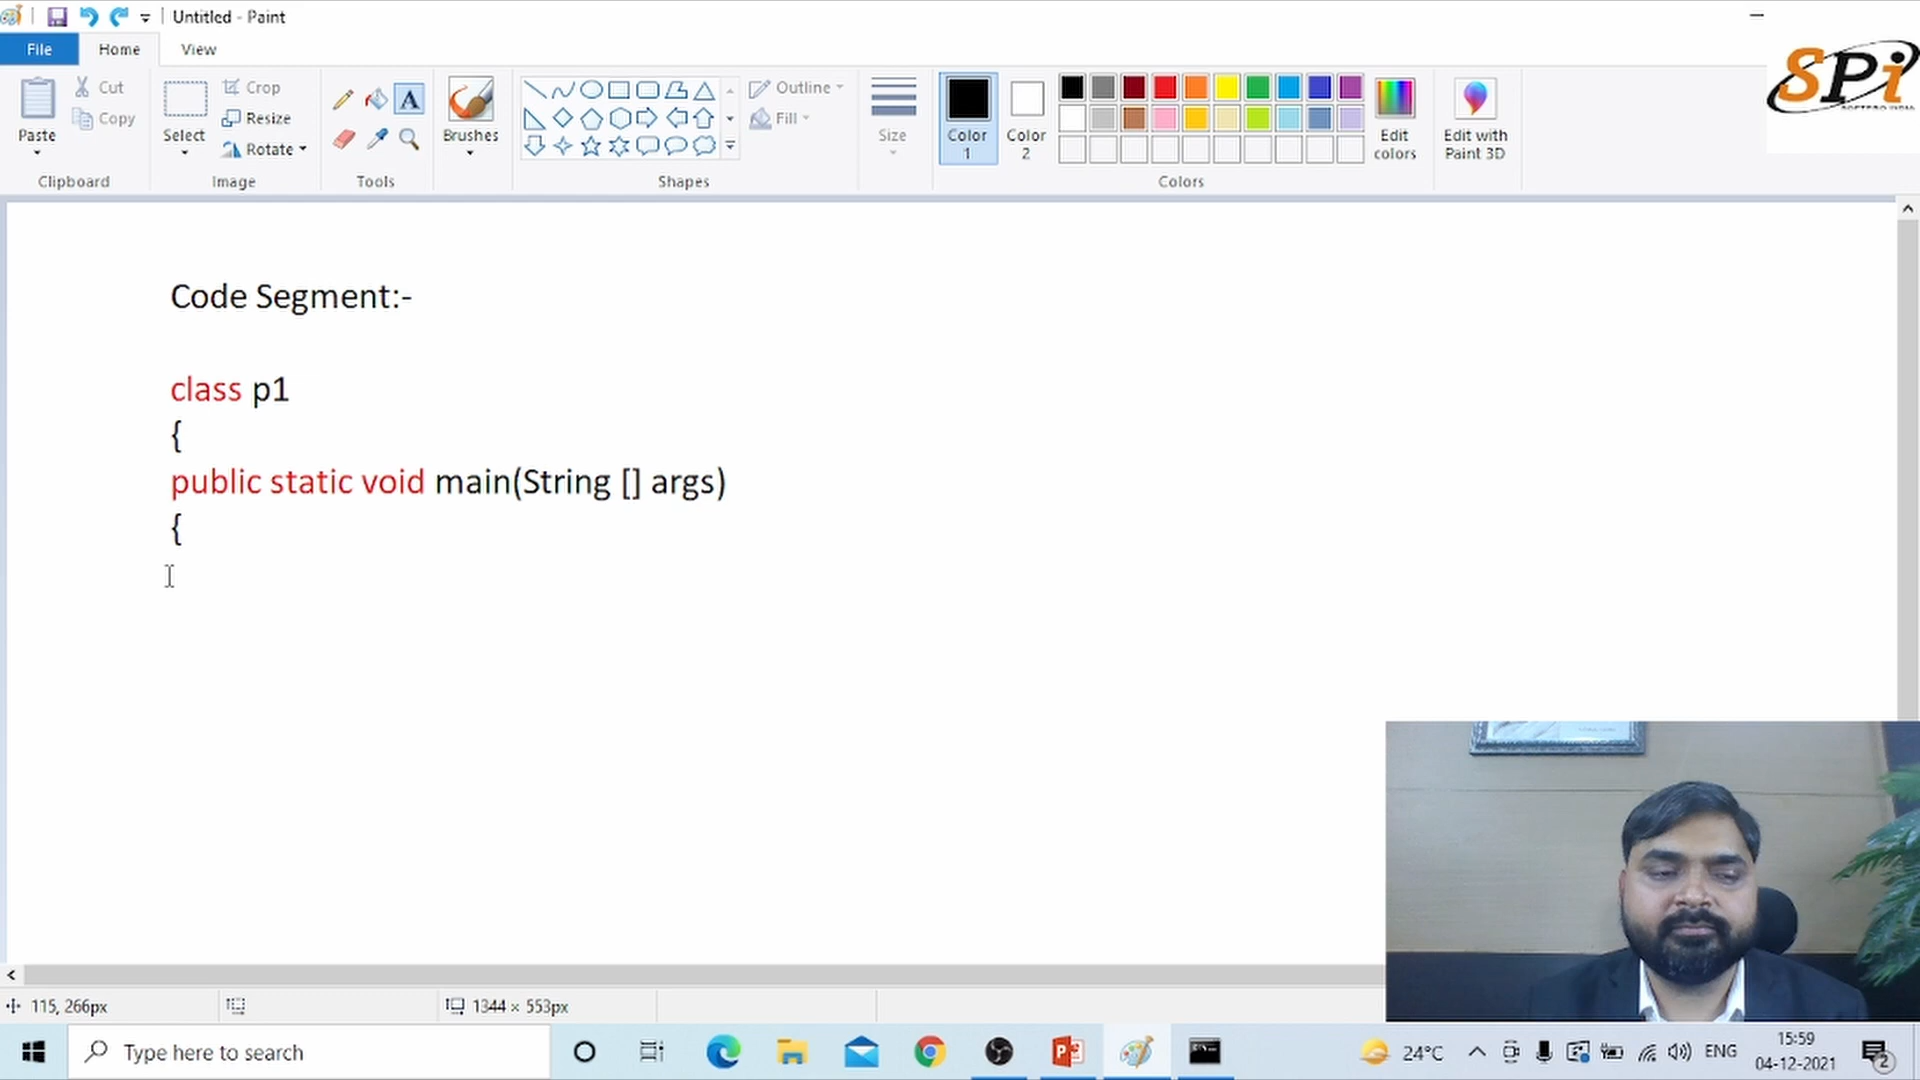 Untitled - Paint
File Home View
Paste
Cut
Copy
Clipboard
Select
Crop
Resize
Rotate
Image
A
Tools
Brushes
Shapes
Outline
Fill
Size
Color 1
Color 2
Edit colors
Edit with Paint 3D
Colors
SPi
Code Segment:-
class p1
{
public static void main(String [] args)
{
115, 266px
1344 × 553px
Type here to search
24°C
ENG
15:59
04-12-2021
2